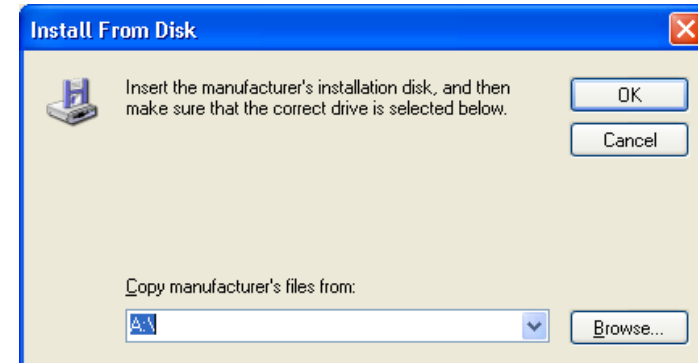 Install From Disk
Insert the manufacturer's installation disk, and then
make sure that the correct drive is selected below.
OK
Cancel
Copy manufacturer's files from:
A:\
Browse...